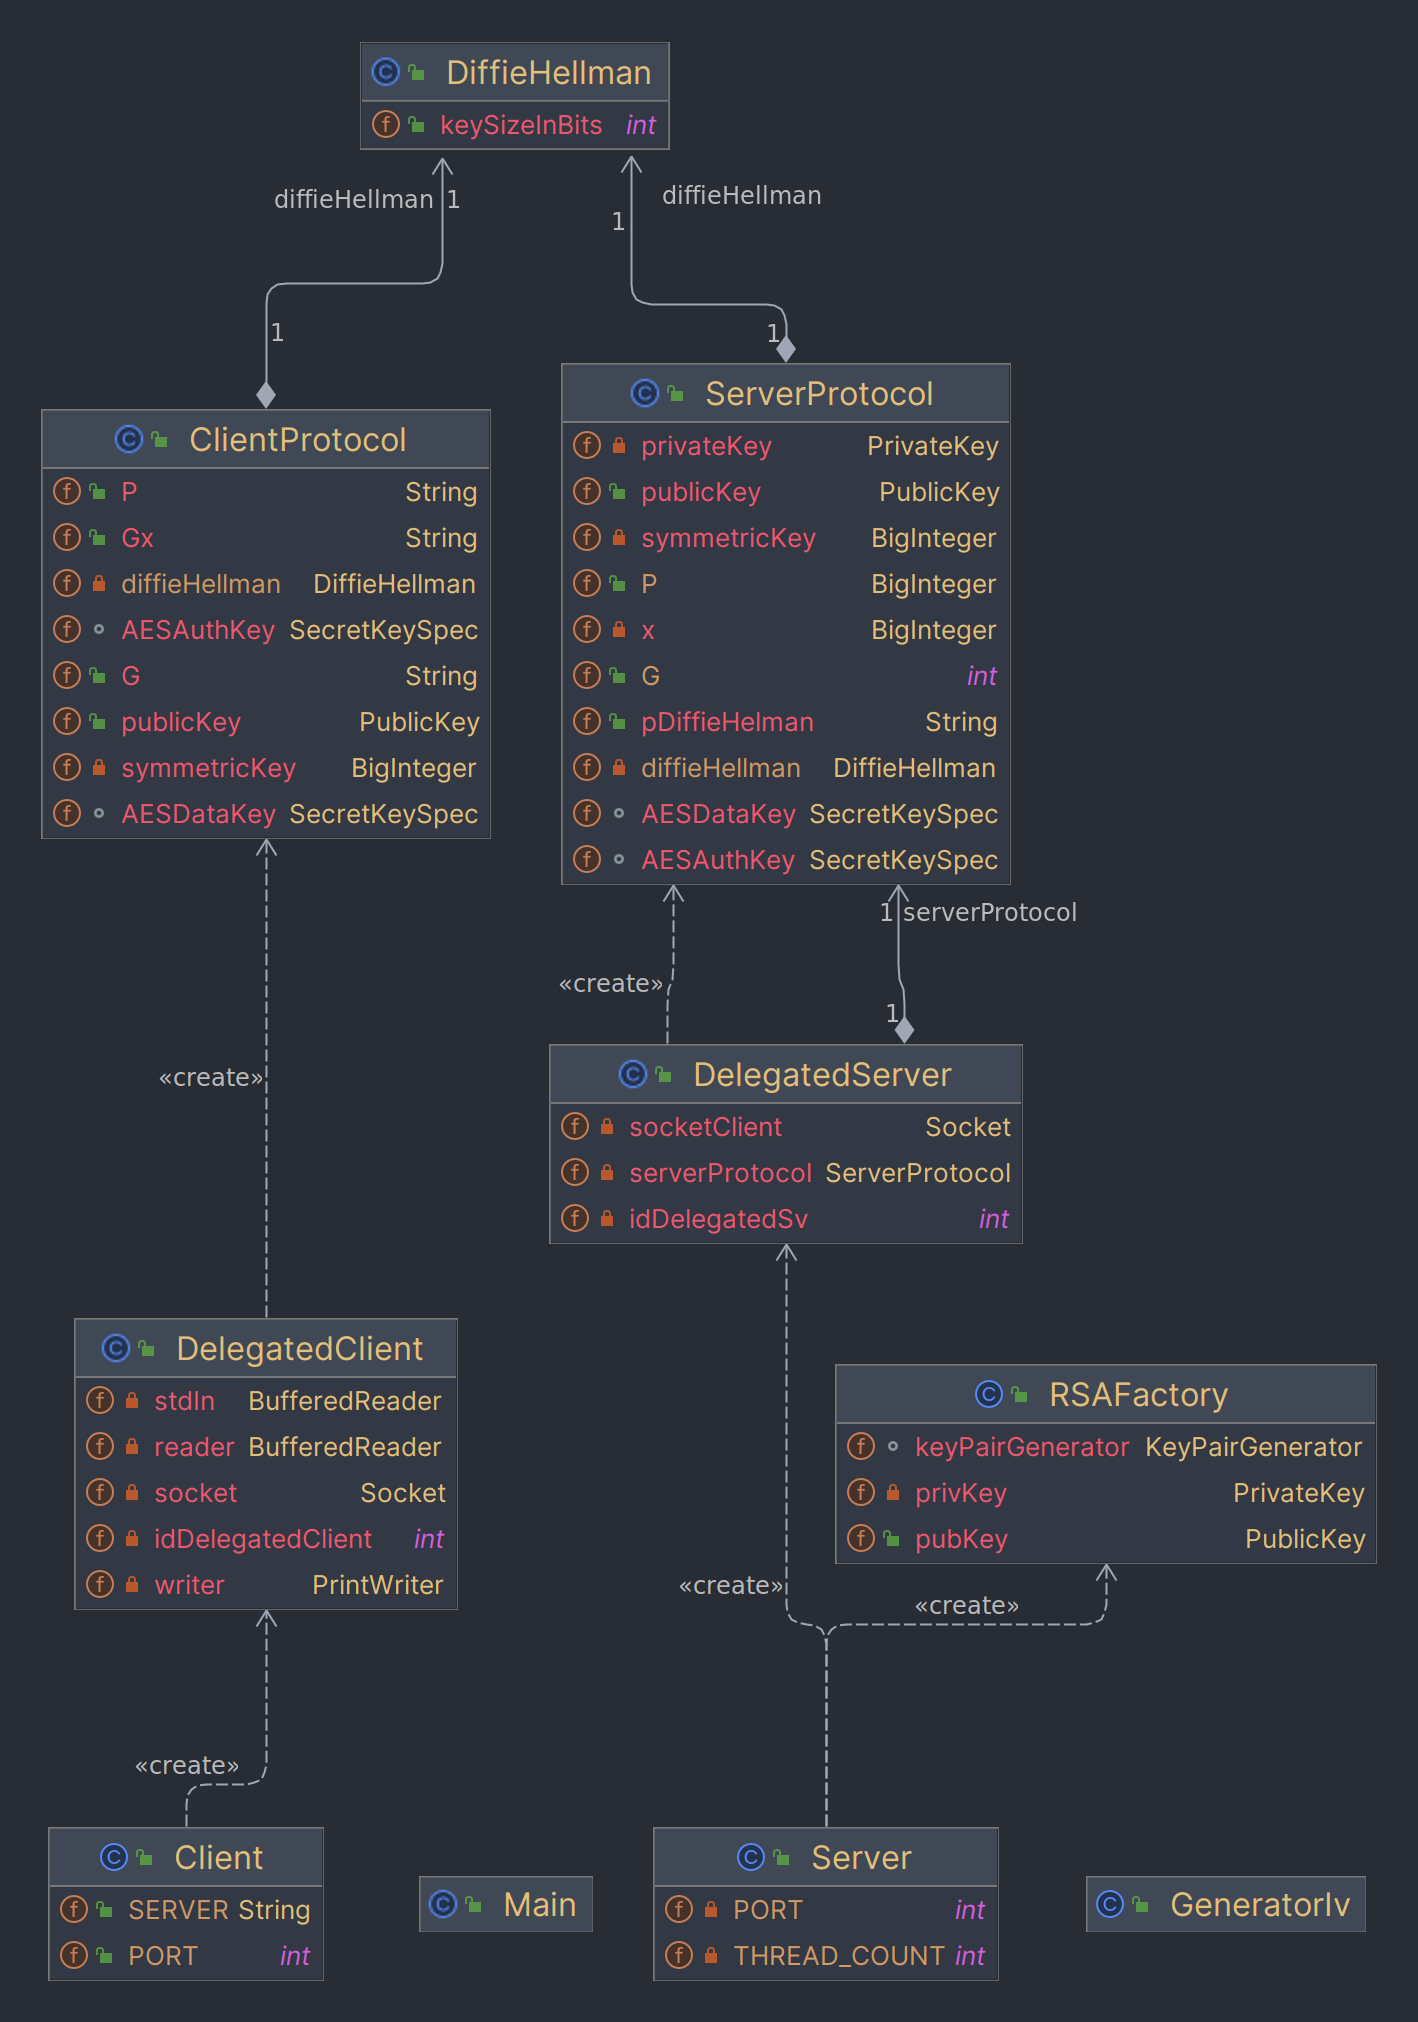 DiffieHellman
keySizeInBits int
diffieHellman 1
1 diffieHellman
1
1
ClientProtocol
P String
Gx String
diffieHellman DiffieHellman
AESAuthKey SecretKeySpec
G String
publicKey PublicKey
symmetricKey BigInteger
AESDataKey SecretKeySpec
ServerProtocol
privateKey PrivateKey
publicKey PublicKey
symmetricKey BigInteger
P BigInteger
x BigInteger
G int
pDiffieHelman String
diffieHellman DiffieHellman
AESDataKey SecretKeySpec
AESAuthKey SecretKeySpec
1 serverProtocol
«create»
1
«create»
DelegatedServer
socketClient Socket
serverProtocol ServerProtocol
idDelegatedSv int
DelegatedClient
stdIn BufferedReader
reader BufferedReader
socket Socket
idDelegatedClient int
writer PrintWriter
RSAFactory
keyPairGenerator KeyPairGenerator
privKey PrivateKey
pubKey PublicKey
«create»
«create»
«create»
Client
SERVER String
PORT int
Main
Server
PORT int
THREAD_COUNT int
GeneratorIv